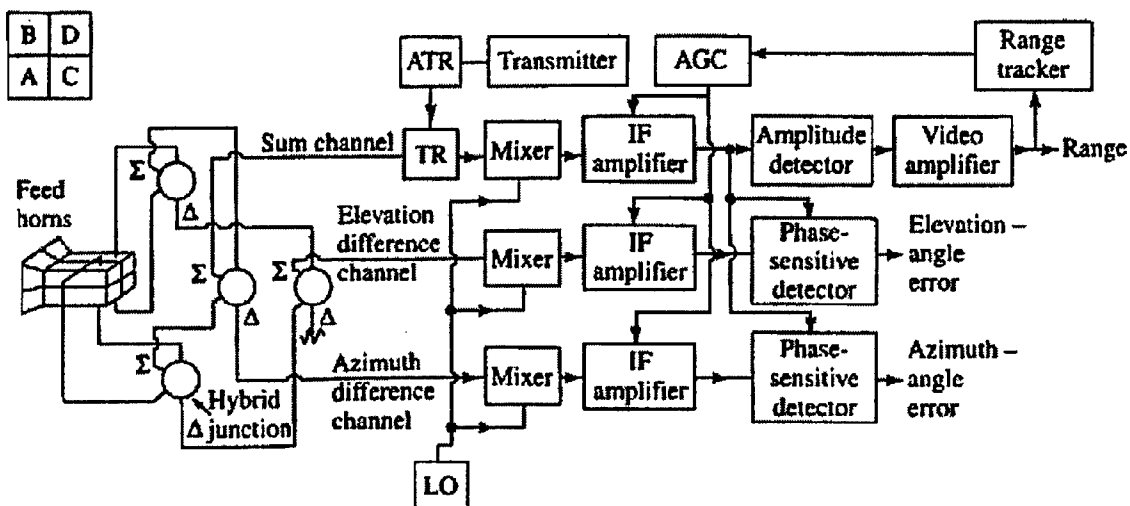 B D
A C
ATR
Transmitter
AGC
Range
tracker
Sum channel
TR
Mixer
IF
amplifier
Amplitude
detector
Video
amplifier
Range
Feed
horns
Σ
Δ
Elevation
difference
channel
Mixer
IF
amplifier
Phase-
sensitive
detector
Elevation –
angle
error
Σ
Δ
Σ
Δ
Σ
Δ
Hybrid
junction
Azimuth
difference
channel
Mixer
IF
amplifier
Phase-
sensitive
detector
Azimuth –
angle
error
LO